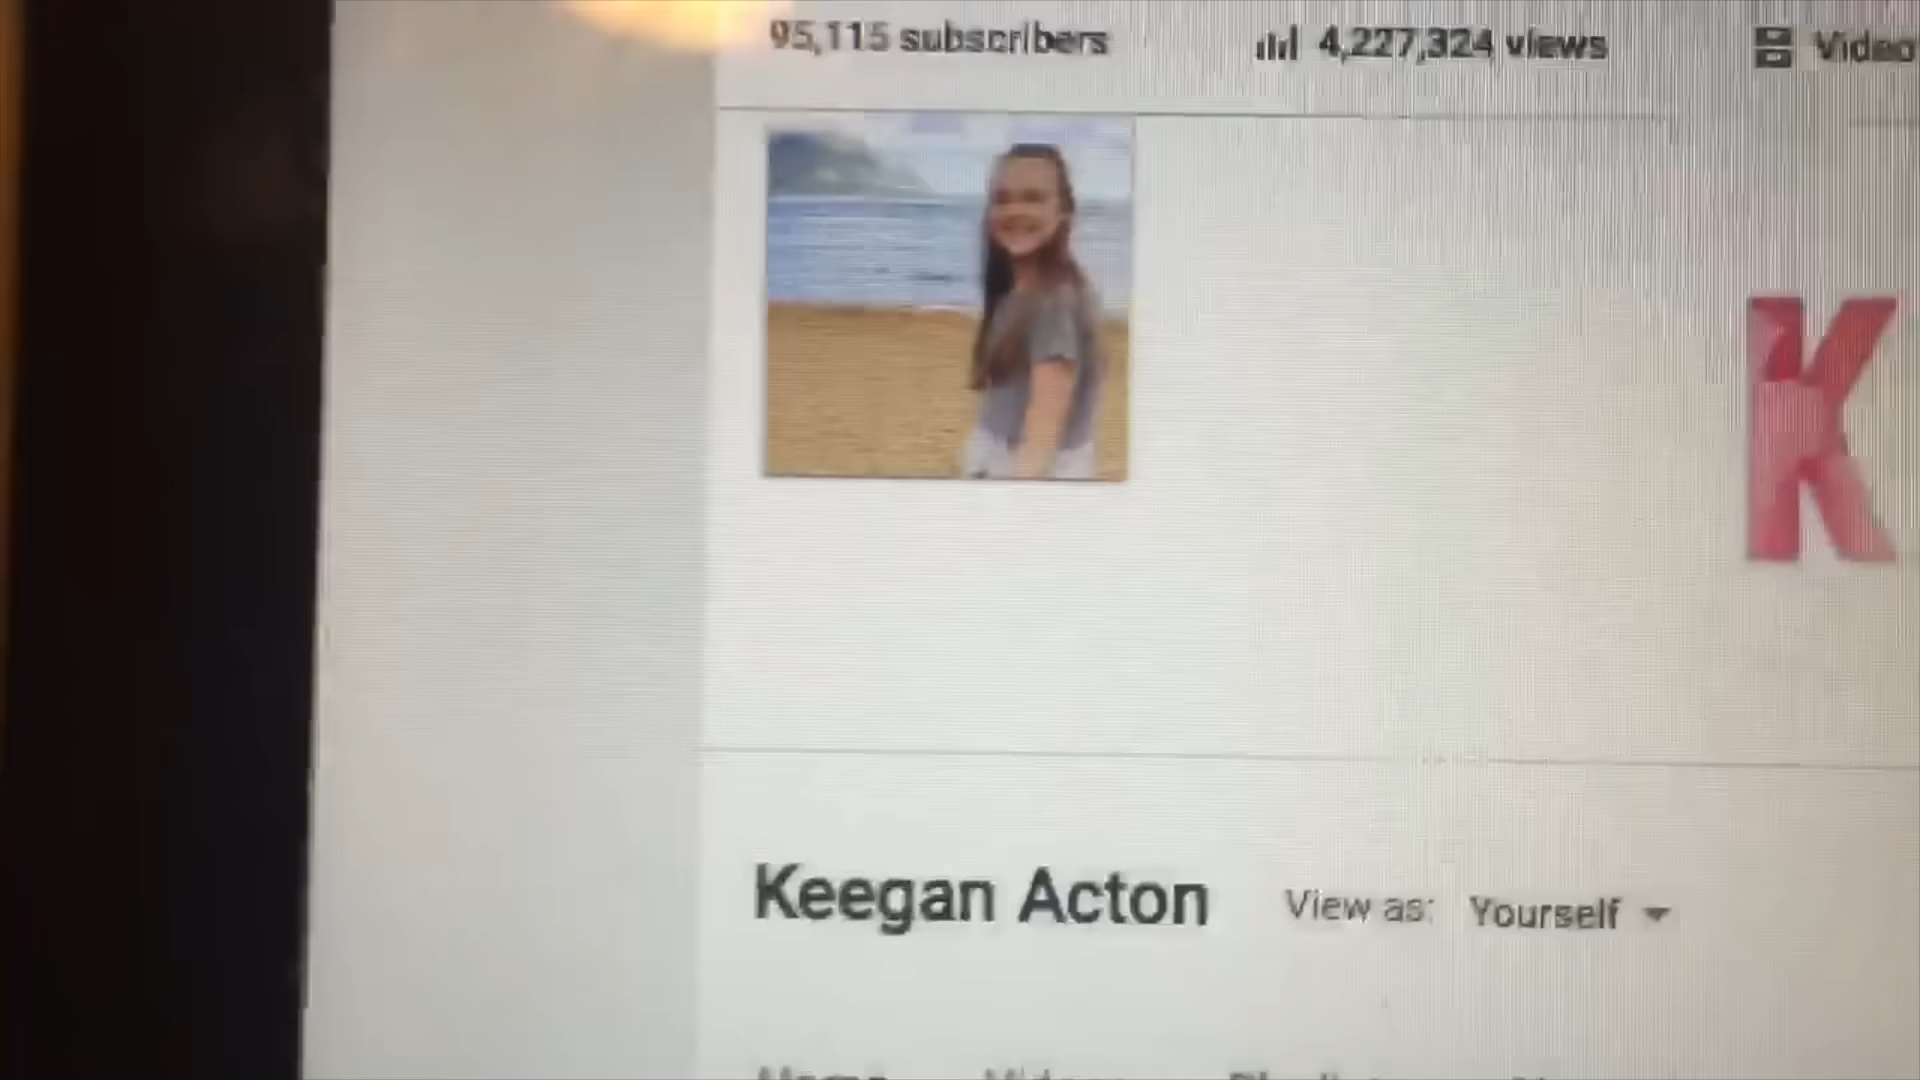 95,115 subscribers 4,227,324 views Video
K
Keegan Acton View as: Yourself